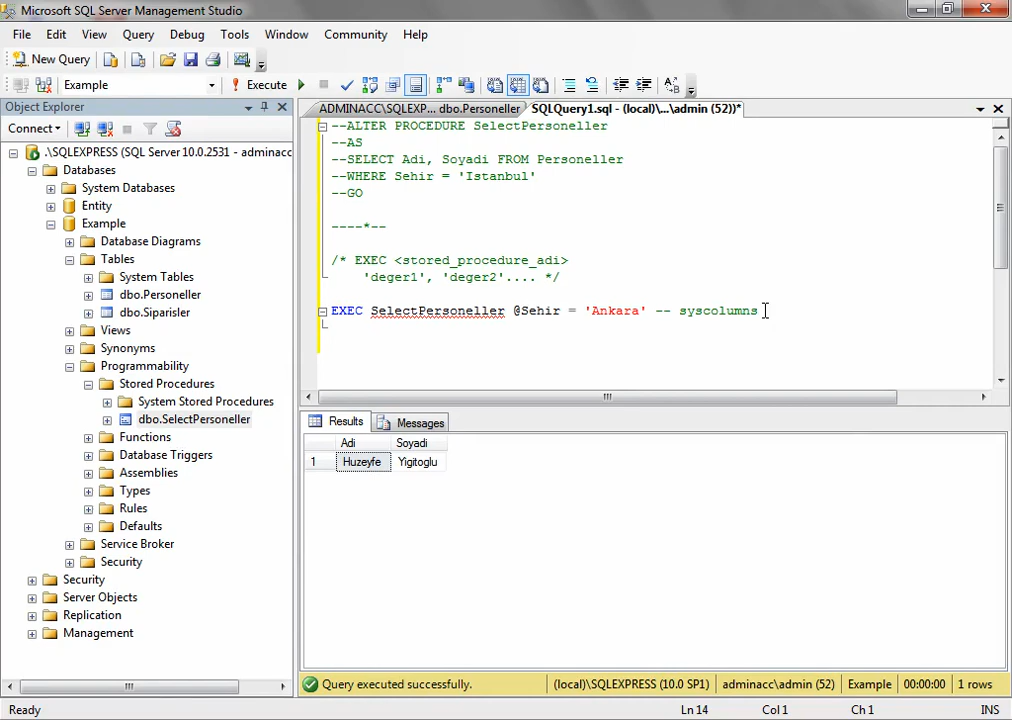 Microsoft SQL Server Management Studio
File Edit View Query Debug Tools Window Community Help
New Query
Example Execute
Object Explorer
Connect
.\SQLEXPRESS (SQL Server 10.0.2531 - adminacc
Databases
System Databases
Entity
Example
Database Diagrams
Tables
System Tables
dbo.Personeller
dbo.Siparisler
Views
Synonyms
Programmability
Stored Procedures
System Stored Procedures
dbo.SelectPersoneller
Functions
Database Triggers
Assemblies
Types
Rules
Defaults
Service Broker
Security
Security
Server Objects
Replication
Management
ADMINACC\SQLEXP... dbo.Personeller SQLQuery1.sql - (local)\...\admin (52))*
--ALTER PROCEDURE SelectPersoneller
--AS
--SELECT Adi, Soyadi FROM Personeller
--WHERE Sehir = 'Istanbul'
--GO
----*--
/* EXEC <stored_procedure_adi>
'deger1', 'deger2'.... */
EXEC SelectPersoneller @Sehir = 'Ankara' -- syscolumns
Results Messages
Adi Soyadi
1 Huzeyfe Yigitoglu
Query executed successfully. (local)\SQLEXPRESS (10.0 SP1) adminacc\admin (52) Example 00:00:00 1 rows
Ready Ln 14 Col 1 Ch 1 INS